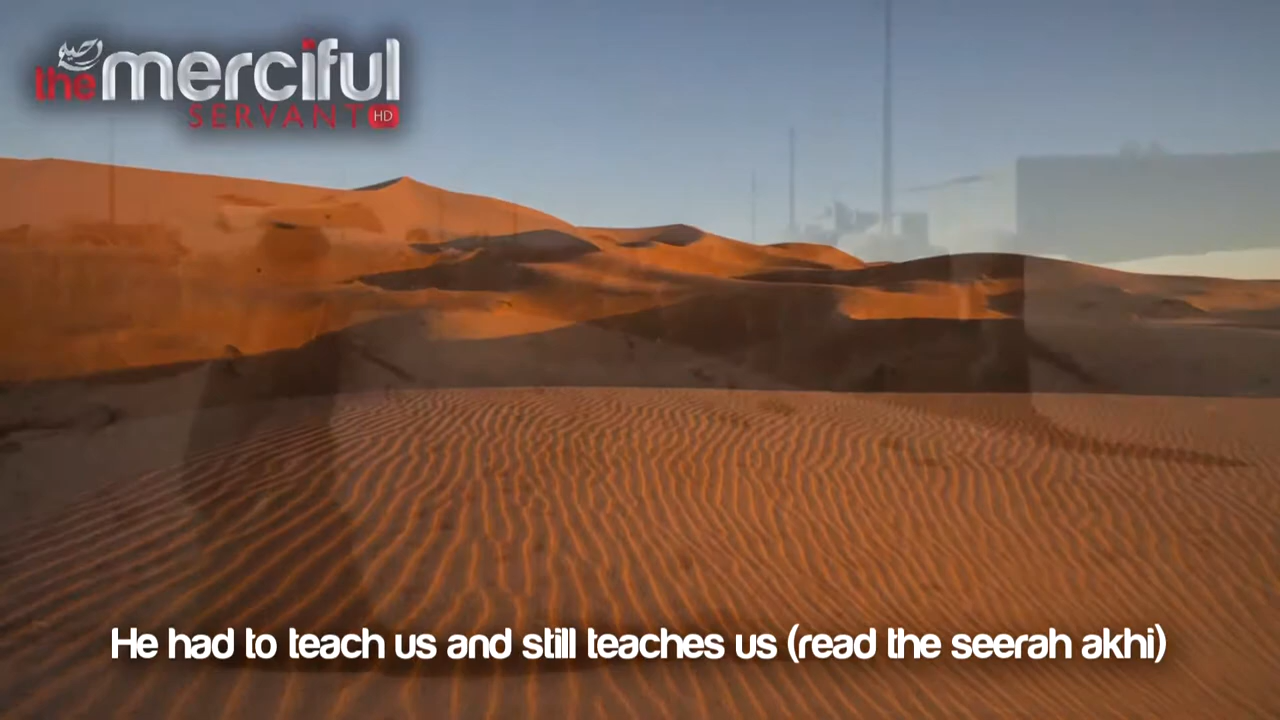 the merciful
SERVANT HD
He had to teach us and still teaches us (read the seerah akhi)